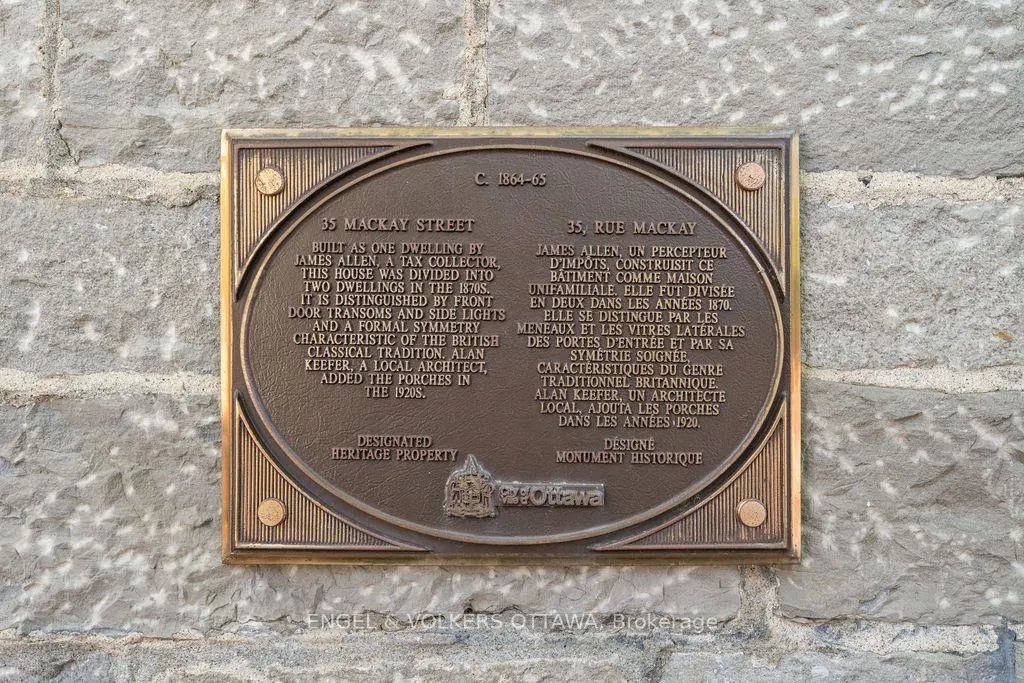 C. 1864-65
35 MACKAY STREET
BUILT AS ONE DWELLING BY
JAMES ALLEN, A TAX COLLECTOR,
THIS HOUSE WAS DIVIDED INTO
TWO DWELLINGS IN THE 1870S.
IT IS DISTINGUISHED BY FRONT
DOOR TRANSOMS AND SIDE LIGHTS
AND A FORMAL SYMMETRY
CHARACTERISTIC OF THE BRITISH
CLASSICAL TRADITION. ALAN
KEEFER, A LOCAL ARCHITECT,
ADDED THE PORCHES IN
THE 1920S.
DESIGNATED
HERITAGE PROPERTY
35, RUE MACKAY
JAMES ALLEN, UN PERCEPTEUR
D'IMPÔTS, CONSTRUISIT CE
BÂTIMENT COMME MAISON
UNIFAMILIALE. ELLE FUT DIVISÉE
EN DEUX DANS LES ANNÉES 1870.
ELLE SE DISTINGUE PAR LES
MENEAUX ET LES VITRES LATÉRALES
DES PORTES D'ENTRÉE ET PAR SA
SYMÉTRIE SOIGNÉE,
CARACTÉRISTIQUES DU GENRE
TRADITIONNEL BRITANNIQUE.
ALAN KEEFER, UN ARCHITECTE
LOCAL, AJOUTA LES PORCHES
DANS LES ANNÉES 1920.
DÉSIGNÉ
MONUMENT HISTORIQUE
City of
Ville d'
Ottawa
ENGEL & VOLKERS OTTAWA, Brokerage